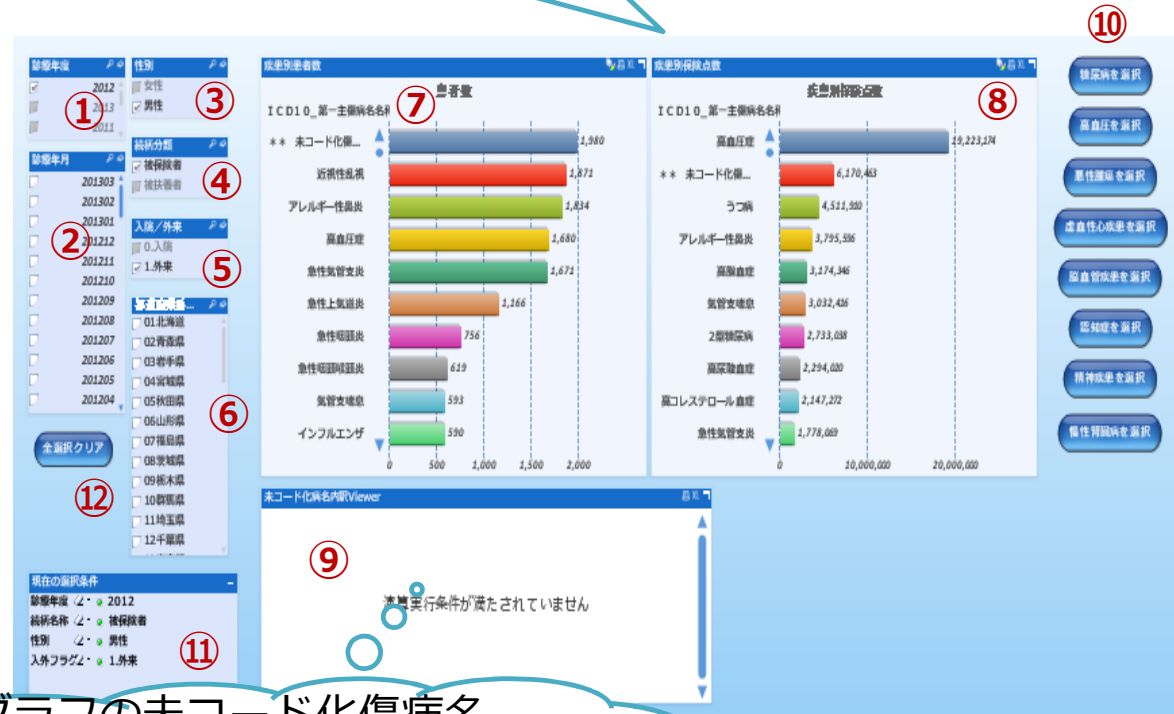 ⑩
診療年度
2012
2013
2011
①
性別
女性
男性
③
続柄分類
被保険者
被扶養者
④
診療年月
201303
201302
201301
201212
201211
201210
201209
201208
201207
201206
201205
201204
②
入院／外来
0.入院
1.外来
⑤
01北海道
02青森県
03岩手県
04宮城県
05秋田県
06山形県
07福島県
08茨城県
09栃木県
10群馬県
11埼玉県
12千葉県
⑥
全選択クリア
⑫
疾患別患者数
XL
患者数
⑦
ICD10_第一主傷病名名称
** 未コード化傷...
1,980
近視性乱視
1,871
アレルギー性鼻炎
1,834
高血圧症
1,680
急性気管支炎
1,671
急性上気道炎
1,166
急性咽頭炎
756
急性咽頭喉頭炎
619
気管支喘息
593
インフルエンザ
590
0 500 1,000 1,500 2,000
疾患別保険点数
XL
疾患別保険点数
⑧
ICD10_第一主傷病名名称
高血圧症
19,223,174
** 未コード化傷...
6,170,463
うつ病
アレルギー性鼻炎
高脂血症
3,174,346
気管支喘息
3,032,426
2型糖尿病
2,733,038
高尿酸血症
2,294,020
高コレステロール血症
2,147,272
急性気管支炎
1,778,069
0 10,000,000 20,000,000
糖尿病を選択
高血圧を選択
悪性腫瘍を選択
虚血性心疾患を選択
脳血管疾患を選択
認知症を選択
精神疾患を選択
慢性腎臓病を選択
未コード化病名内訳Viewer
XL
⑨
演算実行条件が満たされていません
現在の選択条件
診療年度 2012
続柄名称 被保険者
性別 男性
入外フラグ 1.外来
⑪
グラフの未コード化傷病名